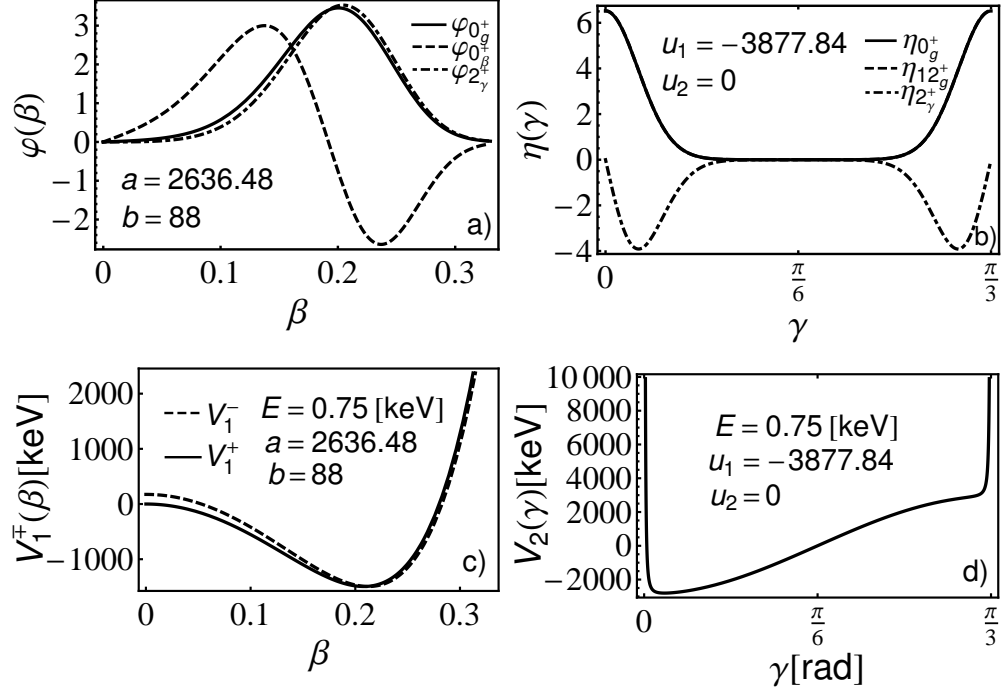 3
2
1
0
−1
−2
φ(β)
φ0g+
φ0β+
φ2γ+
a = 2636.48
b = 88
a)
0 0.1 0.2 0.3
β
6
4
2
0
−2
−4
η(γ)
u1 = −3877.84
u2 = 0
η0g+
η12g+
η2γ+
b)
0 π/6 π/3
γ
2000
1000
0
−1000
V1∓(β)[keV]
V1−
V1+
E = 0.75 [keV]
a = 2636.48
b = 88
c)
0 0.1 0.2 0.3
β
10 000
8000
6000
4000
2000
0
−2000
V2(γ)[keV]
E = 0.75 [keV]
u1 = −3877.84
u2 = 0
d)
0 π/6 π/3
γ[rad]